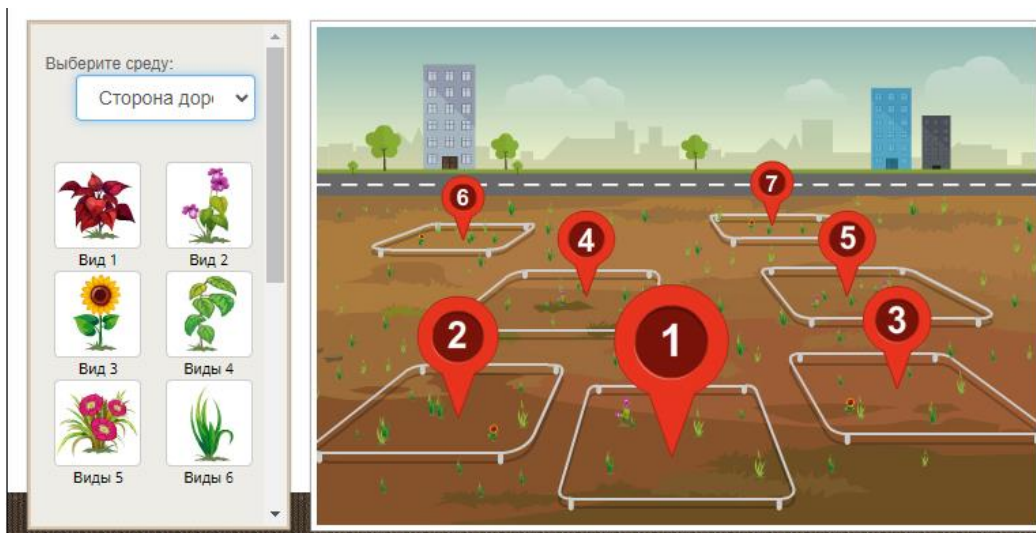 Выберите среду:
Сторона доро
Вид 1
Вид 2
Вид 3
Виды 4
Виды 5
Виды 6
6
7
4
5
2
1
3